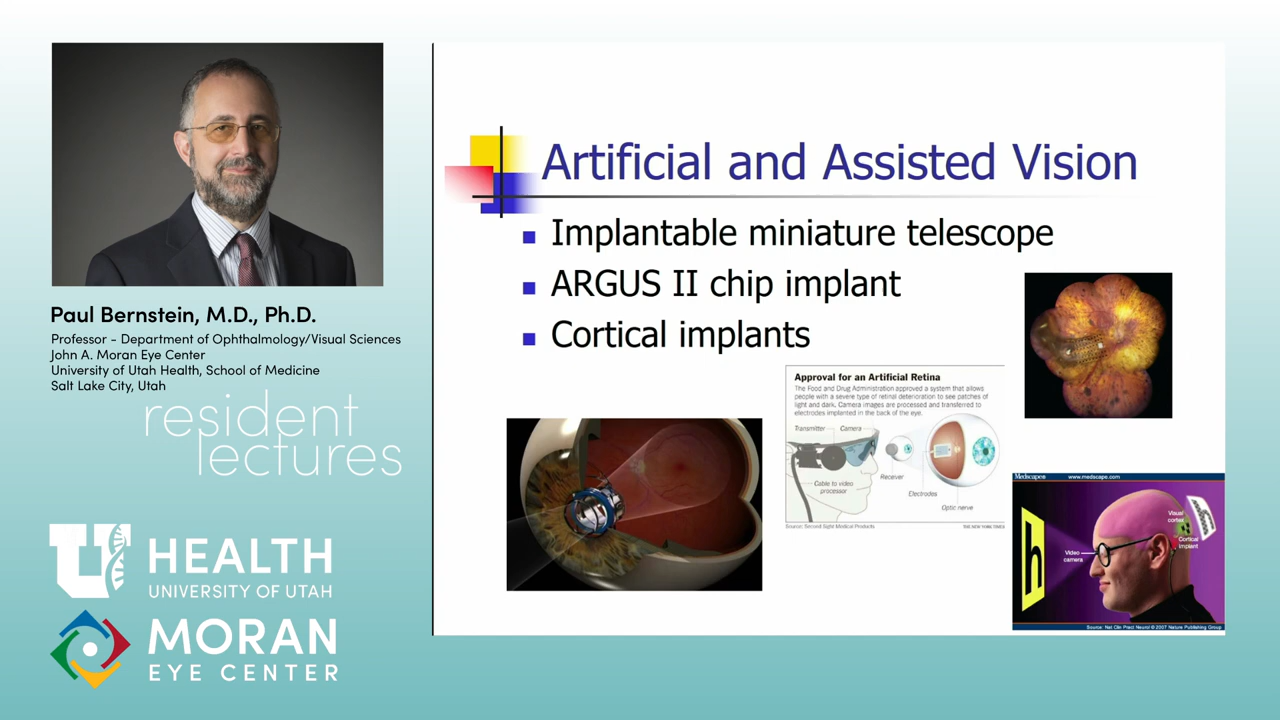 Paul Bernstein, M.D., Ph.D.
Professor - Department of Ophthalmology/Visual Sciences
John A. Moran Eye Center
University of Utah Health, School of Medicine
Salt Lake City, Utah
resident
lectures
U
HEALTH
UNIVERSITY OF UTAH
MORAN
EYE CENTER
Artificial and Assisted Vision
Implantable miniature telescope
ARGUS II chip implant
Cortical implants
Approval for an Artificial Retina
The Food and Drug Administration approved a system that allows
people with a severe type of retinal deterioration to see patches of
light and dark. Camera images are processed and transferred to
electrodes implanted in the back of the eye.
Transmitter
Camera
Receiver
Cable to video
processor
Electrodes
Optic nerve
Source: Second Sight Medical Products
THE NEW YORK TIMES
Medscape®
www.medscape.com
h
Visual
cortex
Cortical
implant
Video
camera
Source: Nat Clin Pract Neurol © 2007 Nature Publishing Group